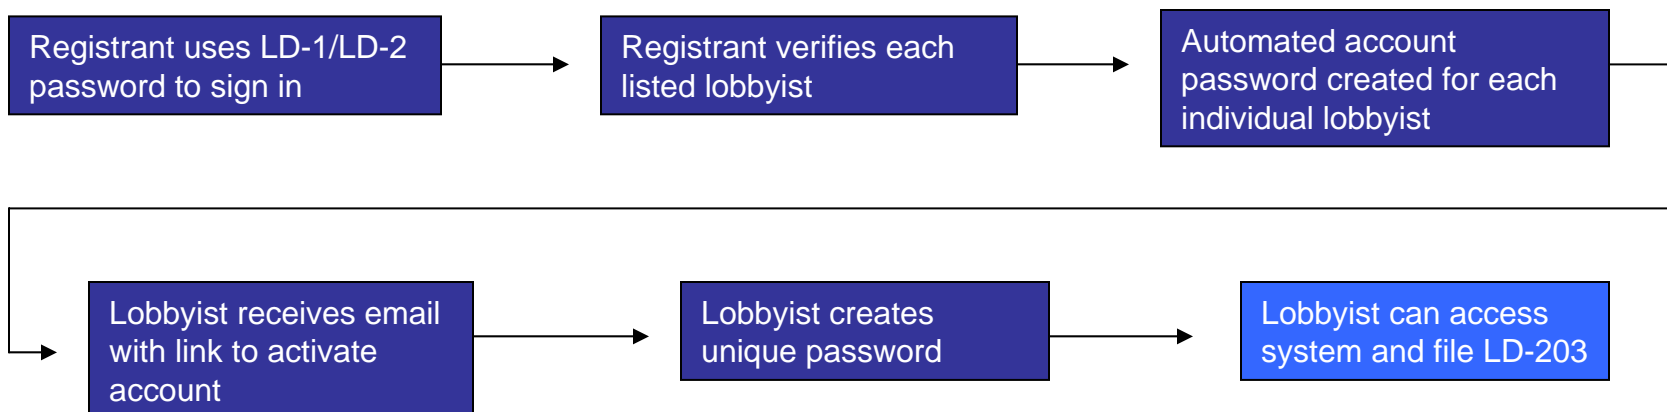 Registrant uses LD-1/LD-2
password to sign in
Registrant verifies each
listed lobbyist
Automated account
password created for each
individual lobbyist
Lobbyist receives email
with link to activate
account
Lobbyist creates
unique password
Lobbyist can access
system and file LD-203